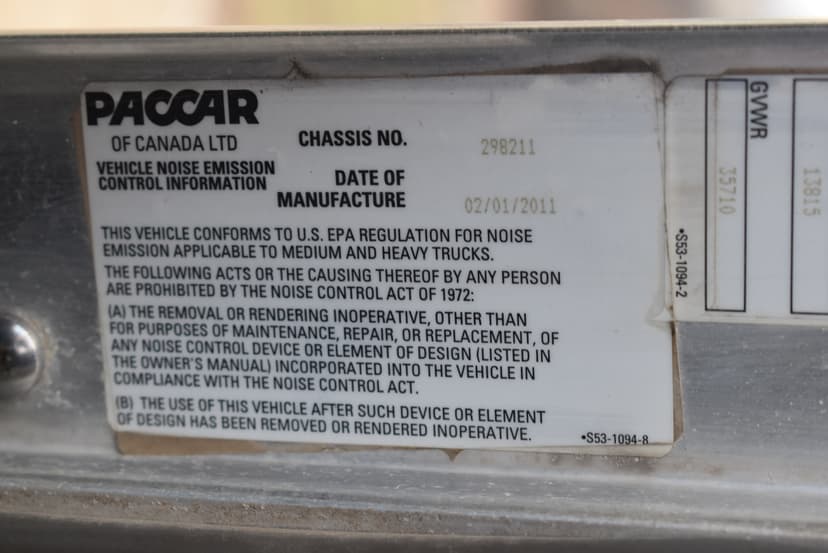 PACCAR
OF CANADA LTD
VEHICLE NOISE EMISSION
CONTROL INFORMATION
CHASSIS NO. 298211
DATE OF
MANUFACTURE 02/01/2011
THIS VEHICLE CONFORMS TO U.S. EPA REGULATION FOR NOISE
EMISSION APPLICABLE TO MEDIUM AND HEAVY TRUCKS.
THE FOLLOWING ACTS OR THE CAUSING THEREOF BY ANY PERSON
ARE PROHIBITED BY THE NOISE CONTROL ACT OF 1972:
(A) THE REMOVAL OR RENDERING INOPERATIVE, OTHER THAN
FOR PURPOSES OF MAINTENANCE, REPAIR, OR REPLACEMENT, OF
ANY NOISE CONTROL DEVICE OR ELEMENT OF DESIGN (LISTED IN
THE OWNER'S MANUAL) INCORPORATED INTO THE VEHICLE IN
COMPLIANCE WITH THE NOISE CONTROL ACT.
(B) THE USE OF THIS VEHICLE AFTER SUCH DEVICE OR ELEMENT
OF DESIGN HAS BEEN REMOVED OR RENDERED INOPERATIVE.
•S53-1094-8
GVWR
13815
35710
•S53-1094-2